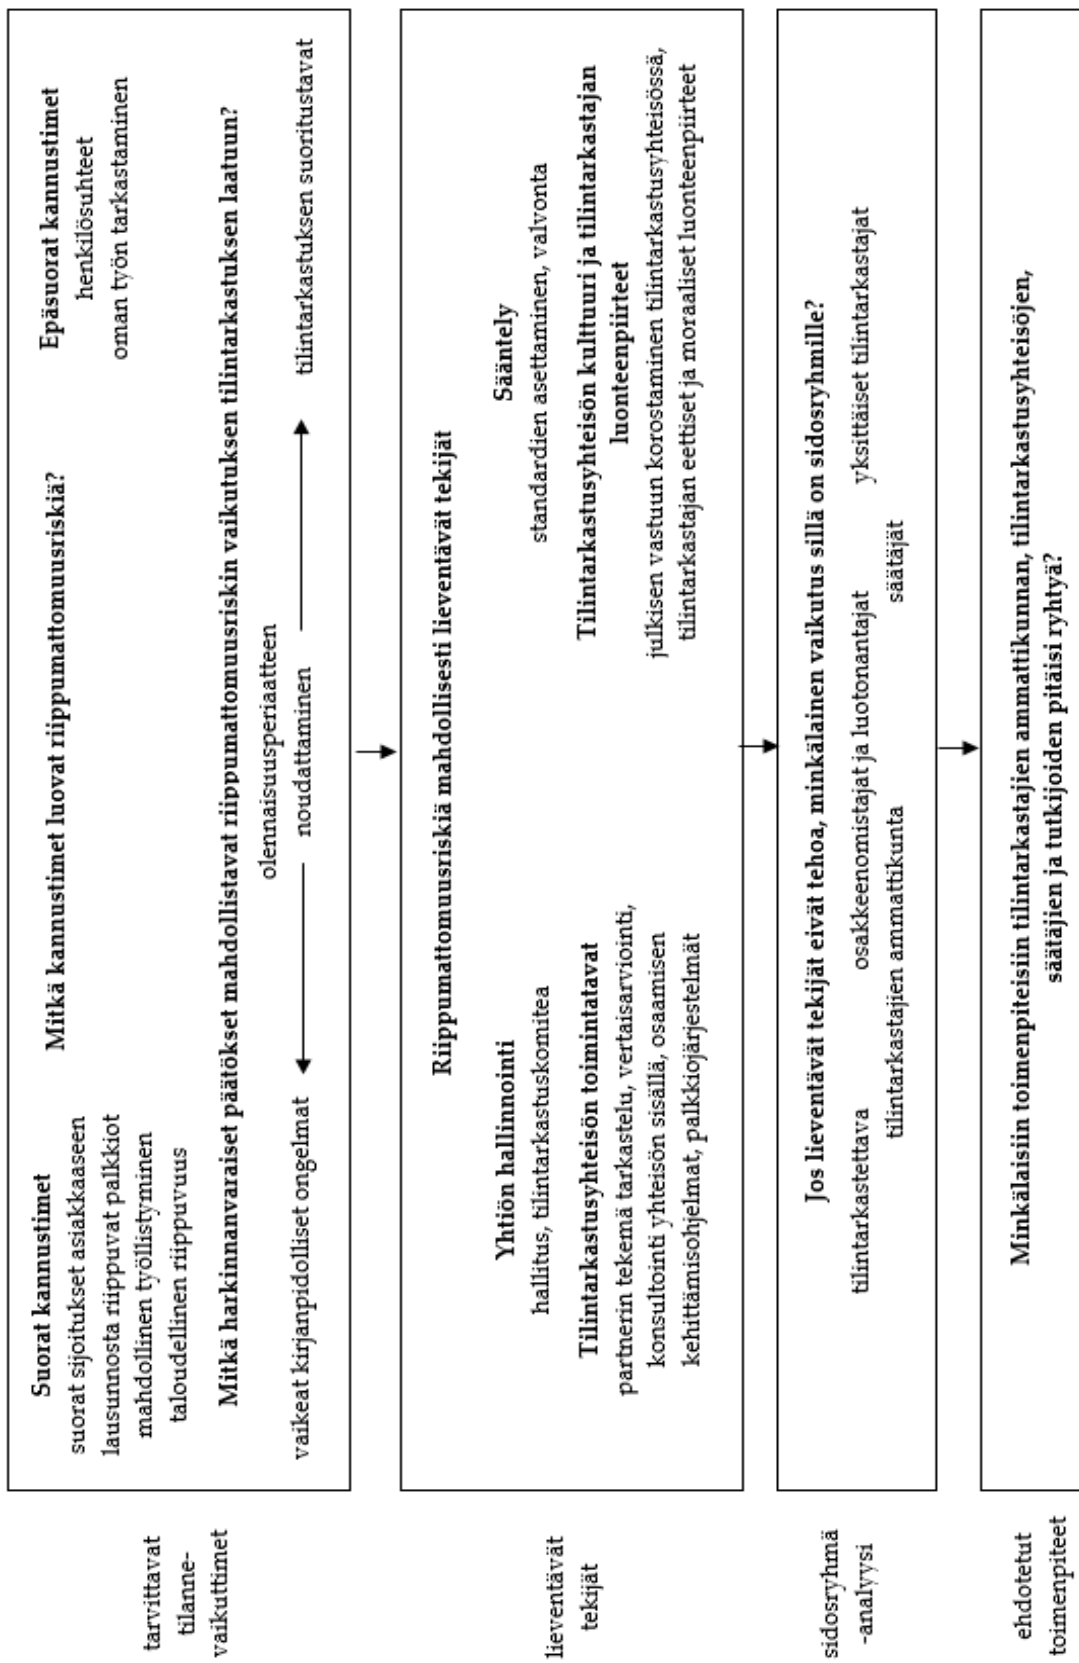 tarvittavat
tilanne-
vaikuttimet
Suorat kannustimet
suorat sijoitukset asiakkaaseen
lausunnosta riippuvat palkkiot
mahdollinen työllistyminen
taloudellinen riippuvuus
Mitkä kannustimet luovat riippumattomuusriskiä?
Epäsuorat kannustimet
henkilösuhteet
oman työn tarkastaminen
Mitkä harkinnanvaraiset päätökset mahdollistavat riippumattomuusriskin vaikutuksen tilintarkastuksen laatuun?
olennaisuusperiaatteen
vaikeat kirjanpidolliset ongelmat
noudattaminen
tilintarkastuksen suoritustavat
lieventävät
tekijät
Riippumattomuusriskiä mahdollisesti lieventävät tekijät
Yhtiön hallinnointi
hallitus, tilintarkastuskomitea
Sääntely
standardien asettaminen, valvonta
Tilintarkastusyhteisön toimintatavat
partnerin tekemä tarkastelu, vertaisarviointi,
konsultointi yhteisön sisällä, osaamisen
kehittämisohjelmat, palkkiojärjestelmät
Tilintarkastusyhteisön kulttuuri ja tilintarkastajan
luonteenpiirteet
julkisen vastuun korostaminen tilintarkastusyhteisössä,
tilintarkastajan eettiset ja moraaliset luonteenpiirteet
sidosryhmä
-analyysi
Jos lieventävät tekijät eivät tehoa, minkälainen vaikutus sillä on sidosryhmille?
tilintarkastettava
osakkeenomistajat ja luotonantajat
yksittäiset tilintarkastajat
tilintarkastajien ammattikunta
säätäjät
ehdotetut
toimenpiteet
Minkälaisiin toimenpiteisiin tilintarkastajien ammattikunnan, tilintarkastusyhteisöjen,
säätäjien ja tutkijoiden pitäisi ryhtyä?